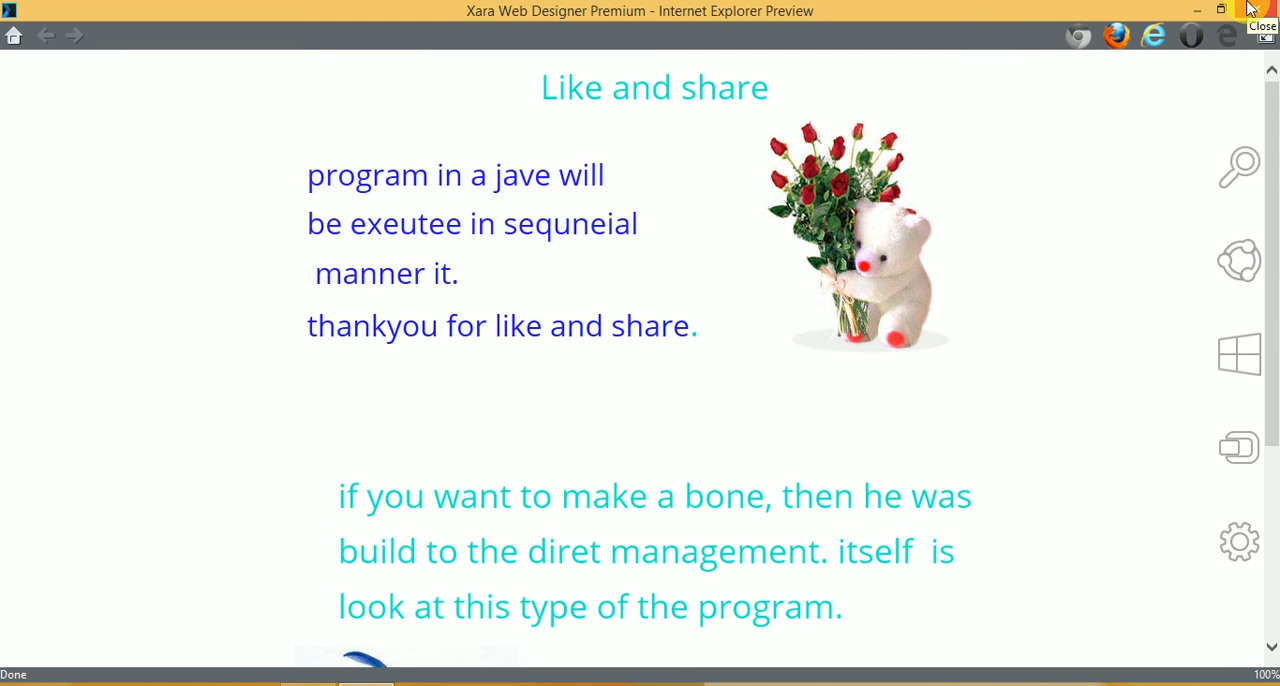 Xara Web Designer Premium - Internet Explorer Preview
Close
Like and share
program in a jave will
be exeutee in sequneial
manner it.
thankyou for like and share.
if you want to make a bone, then he was
build to the diret management. itself is
look at this type of the program.
Done
100%